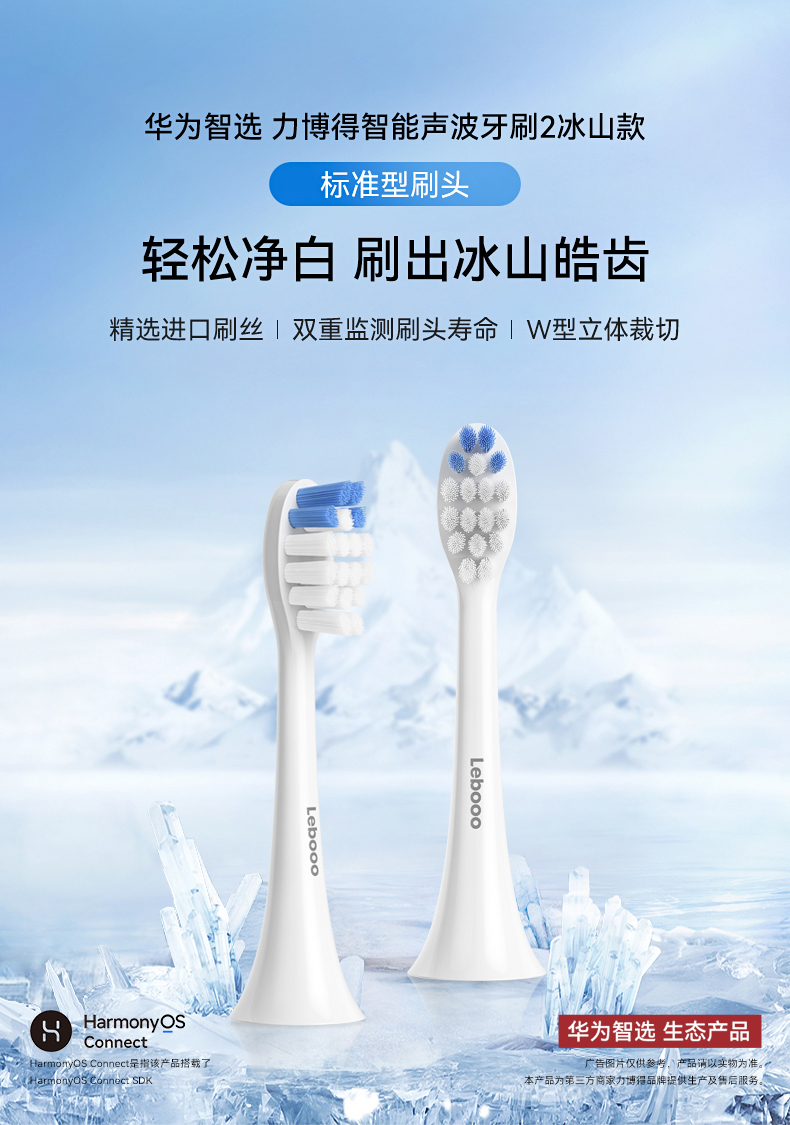 华为智选 力博得智能声波牙刷2冰山款
标准型刷头
轻松净白 刷出冰山皓齿
精选进口刷丝 | 双重监测刷头寿命 | W型立体裁切
Lebooo
Lebooo
HarmonyOS
Connect
HarmonyOS Connect是指该产品搭载了
HarmonyOS Connect SDK
华为智选 生态产品
广告图片仅供参考，产品请以实物为准。
本产品为第三方商家力博得品牌提供生产及售后服务。